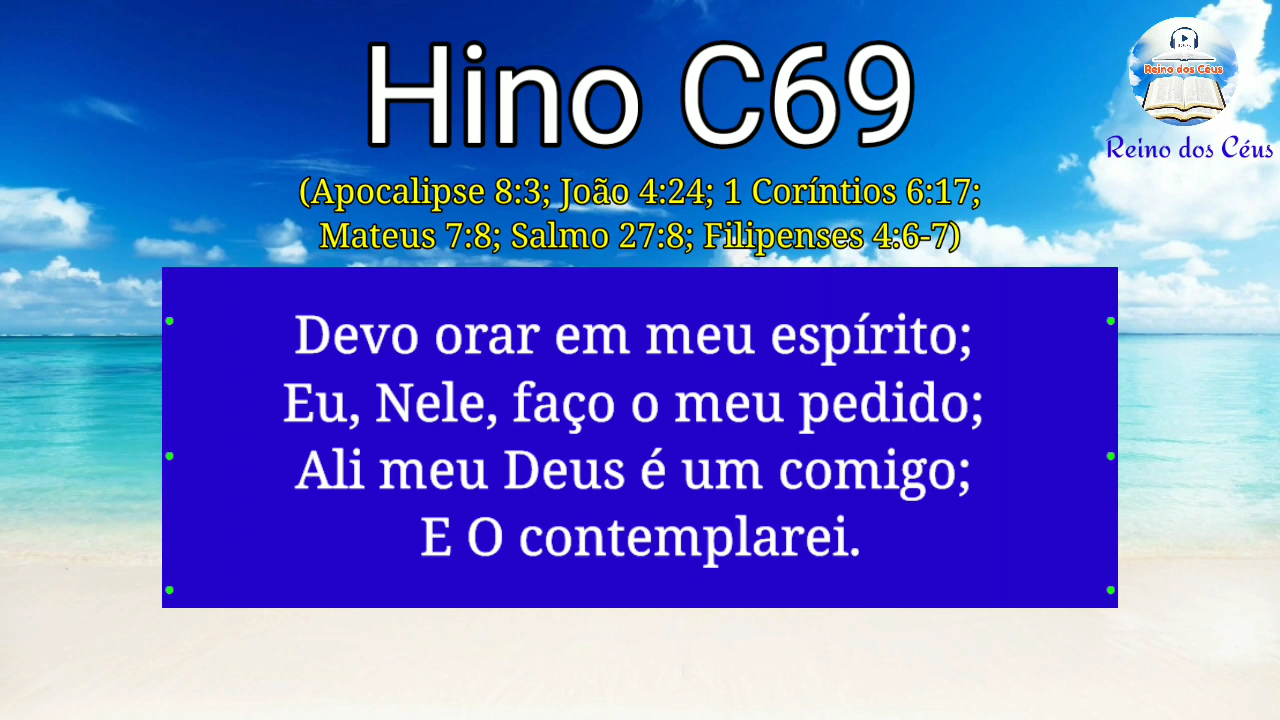 Hino C69
Reino dos Céus
Reino dos Céus
(Apocalipse 8:3; João 4:24; 1 Coríntios 6:17;
Mateus 7:8; Salmo 27:8; Filipenses 4:6-7)
Devo orar em meu espírito;
Eu, Nele, faço o meu pedido;
Ali meu Deus é um comigo;
E O contemplarei.